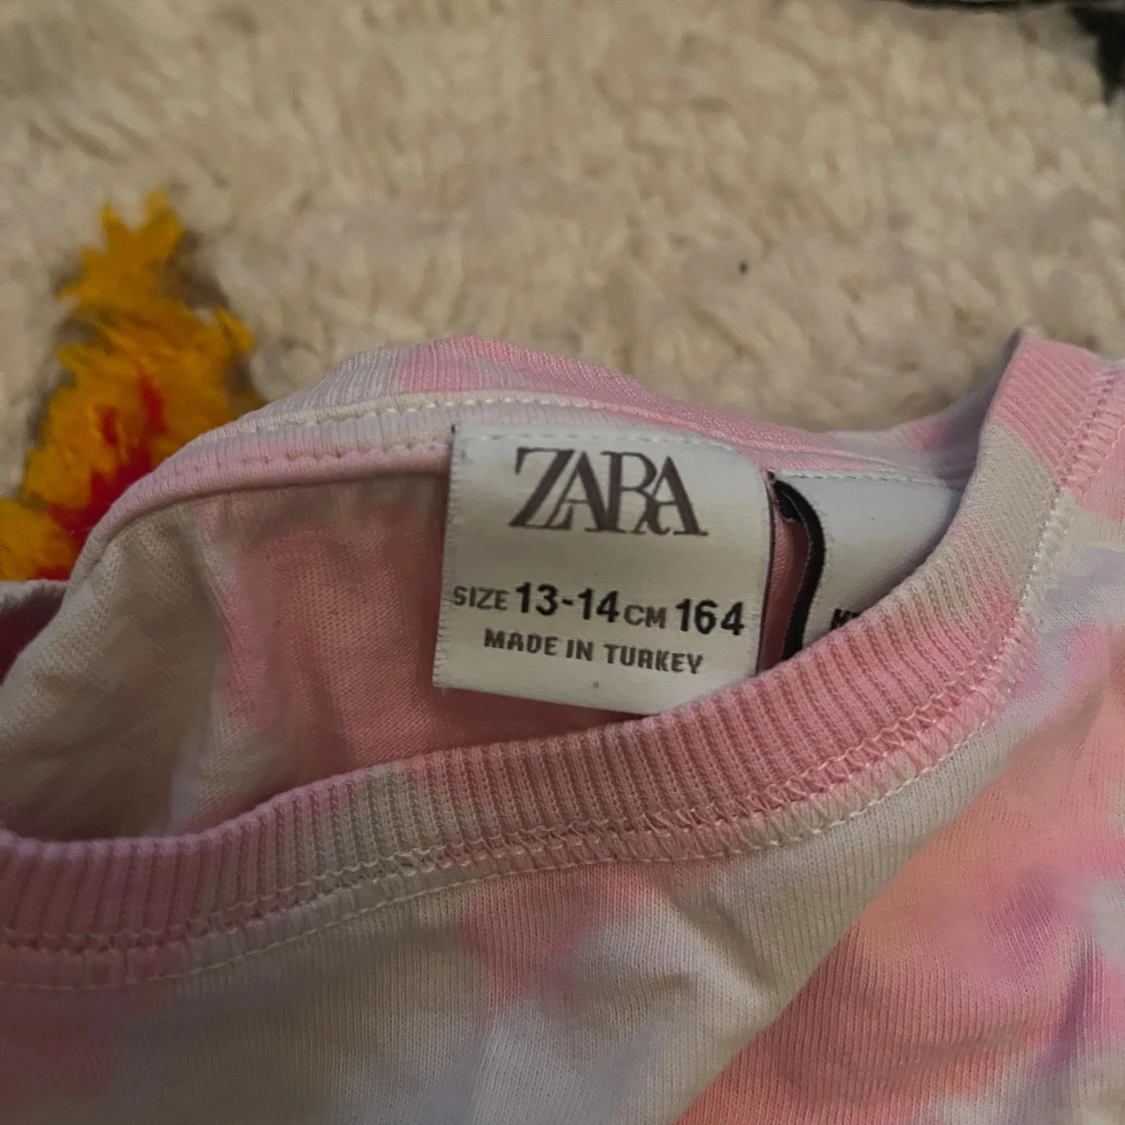 ZARA
SIZE 13-14 CM 164
MADE IN TURKEY